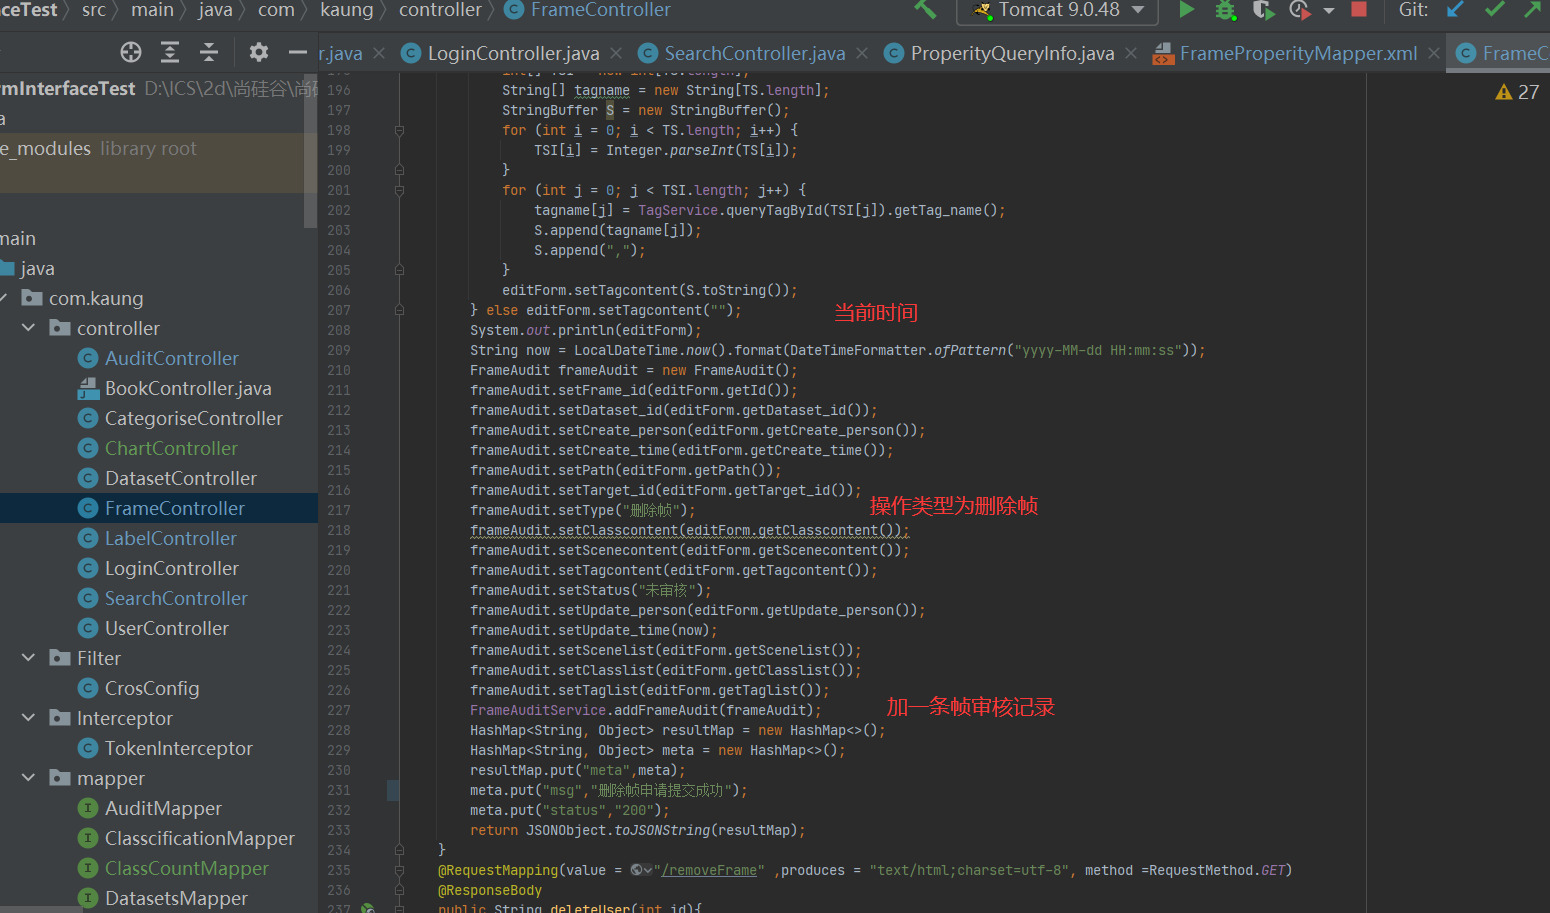 ceTest
src
main
java
com
kaung
controller
FrameController
Tomcat 9.0.48
Git:
r.java
LoginController.java
SearchController.java
ProperityQueryInfo.java
FrameProperityMapper.xml
FrameC
rmInterfaceTest D:\ICS\2d\尚硅谷\尚
a
e_modules library root
main
java
com.kaung
controller
AuditController
BookController.java
CategoriseController
ChartController
DatasetController
FrameController
LabelController
LoginController
SearchController
UserController
Filter
CrosConfig
Interceptor
TokenInterceptor
mapper
AuditMapper
ClasscificationMapper
ClassCountMapper
DatasetsMapper
27
196 String[] tagname = new String[TS.length];
197 StringBuffer S = new StringBuffer();
198 for (int i = 0; i < TS.length; i++) {
199 TSI[i] = Integer.parseInt(TS[i]);
200 }
201 for (int j = 0; j < TSI.length; j++) {
202 tagname[j] = TagService.queryTagById(TSI[j]).getTag_name();
203 S.append(tagname[j]);
204 S.append(",");
205 }
206 editForm.setTagcontent(S.toString());
207 } else editForm.setTagcontent("");
当前时间
208 System.out.println(editForm);
209 String now = LocalDateTime.now().format(DateTimeFormatter.ofPattern("yyyy-MM-dd HH:mm:ss"));
210 FrameAudit frameAudit = new FrameAudit();
211 frameAudit.setFrame_id(editForm.getId());
212 frameAudit.setDataset_id(editForm.getDataset_id());
213 frameAudit.setCreate_person(editForm.getCreate_person());
214 frameAudit.setCreate_time(editForm.getCreate_time());
215 frameAudit.setPath(editForm.getPath());
216 frameAudit.setTarget_id(editForm.getTarget_id());
217 frameAudit.setType("删除帧");
操作类型为删除帧
218 frameAudit.setClasscontent(editForm.getClasscontent());
219 frameAudit.setScenecontent(editForm.getScenecontent());
220 frameAudit.setTagcontent(editForm.getTagcontent());
221 frameAudit.setStatus("未审核");
222 frameAudit.setUpdate_person(editForm.getUpdate_person());
223 frameAudit.setUpdate_time(now);
224 frameAudit.setScenelist(editForm.getScenelist());
225 frameAudit.setClasslist(editForm.getClasslist());
226 frameAudit.setTaglist(editForm.getTaglist());
227 FrameAuditService.addFrameAudit(frameAudit);
加一条帧审核记录
228 HashMap<String, Object> resultMap = new HashMap<>();
229 HashMap<String, Object> meta = new HashMap<>();
230 resultMap.put("meta",meta);
231 meta.put("msg","删除帧申请提交成功");
232 meta.put("status","200");
233 return JSONObject.toJSONString(resultMap);
234 }
235 @RequestMapping(value = "/removeFrame" ,produces = "text/html;charset=utf-8", method =RequestMethod.GET)
236 @ResponseBody
237 public String deleteUser(int id){